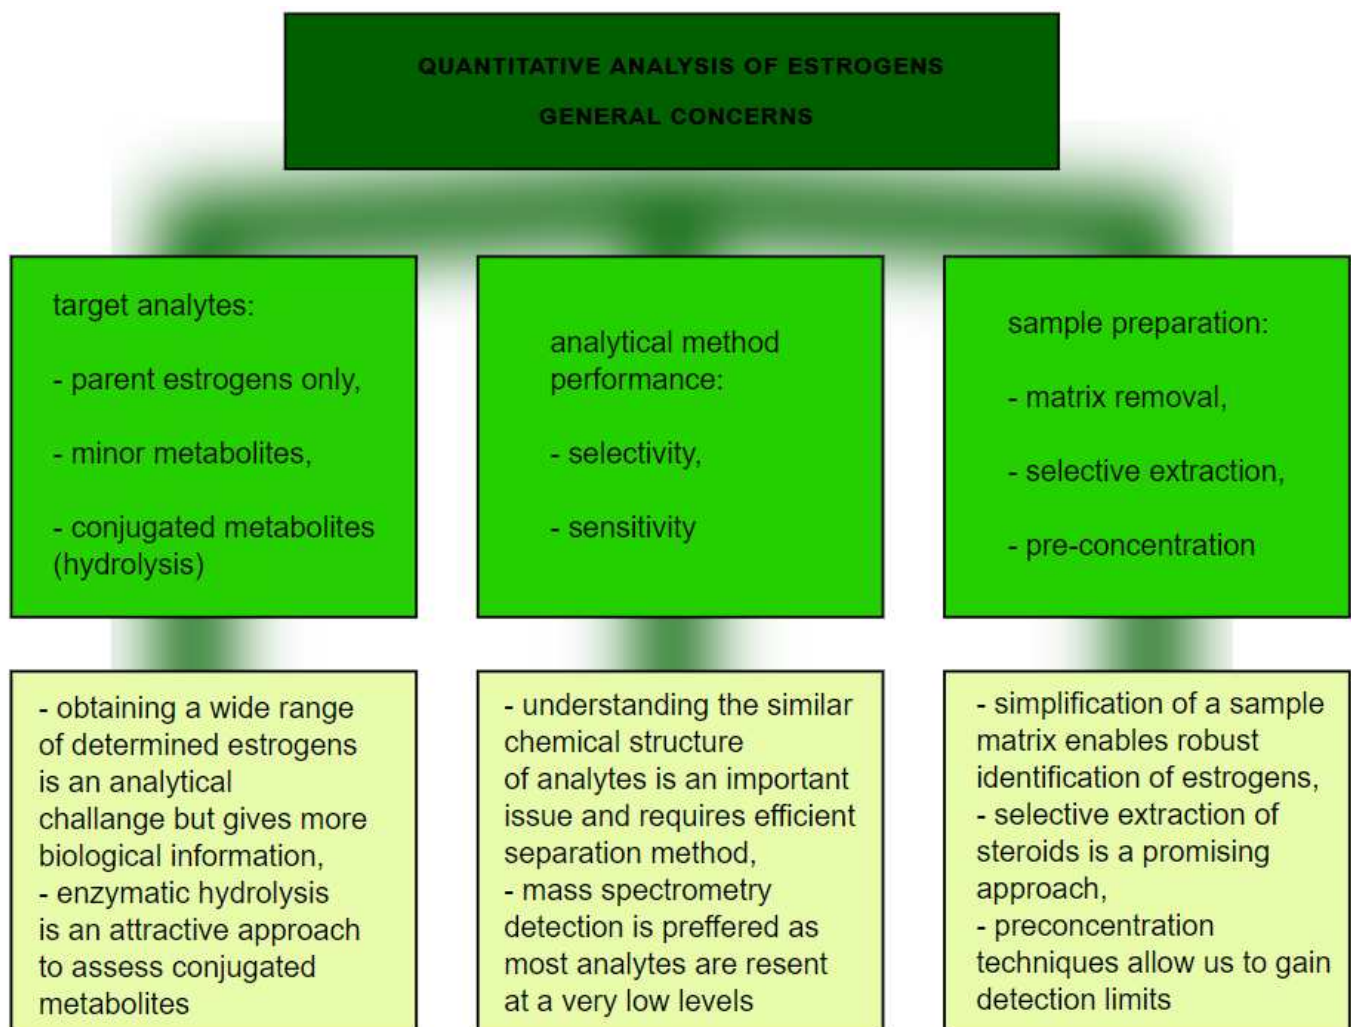 QUANTITATIVE ANALYSIS OF ESTROGENS
GENERAL CONCERNS
target analytes:
- parent estrogens only,
- minor metabolites,
- conjugated metabolites
(hydrolysis)
analytical method
performance:
- selectivity,
- sensitivity
sample preparation:
- matrix removal,
- selective extraction,
- pre-concentration
- obtaining a wide range
of determined estrogens
is an analytical
challange but gives more
biological information,
- enzymatic hydrolysis
is an attractive approach
to assess conjugated
metabolites
- understanding the similar
chemical structure
of analytes is an important
issue and requires efficient
separation method,
- mass spectrometry
detection is preffered as
most analytes are resent
at a very low levels
- simplification of a sample
matrix enables robust
identification of estrogens,
- selective extraction of
steroids is a promising
approach,
- preconcentration
techniques allow us to gain
detection limits